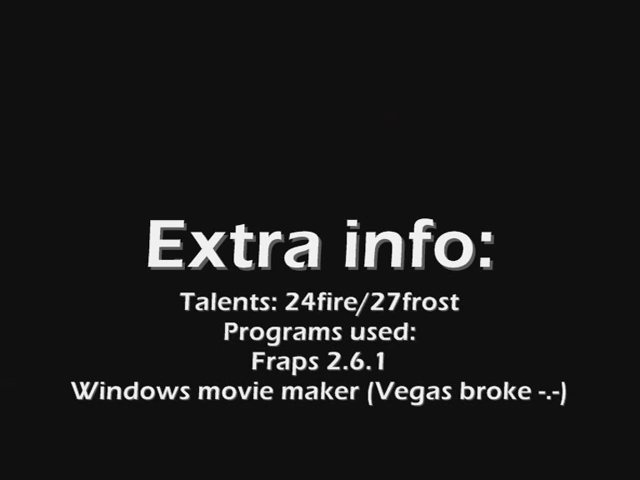 Extra info:
Talents: 24fire/27frost
Programs used:
Fraps 2.6.1
Windows movie maker (Vegas broke -.-)